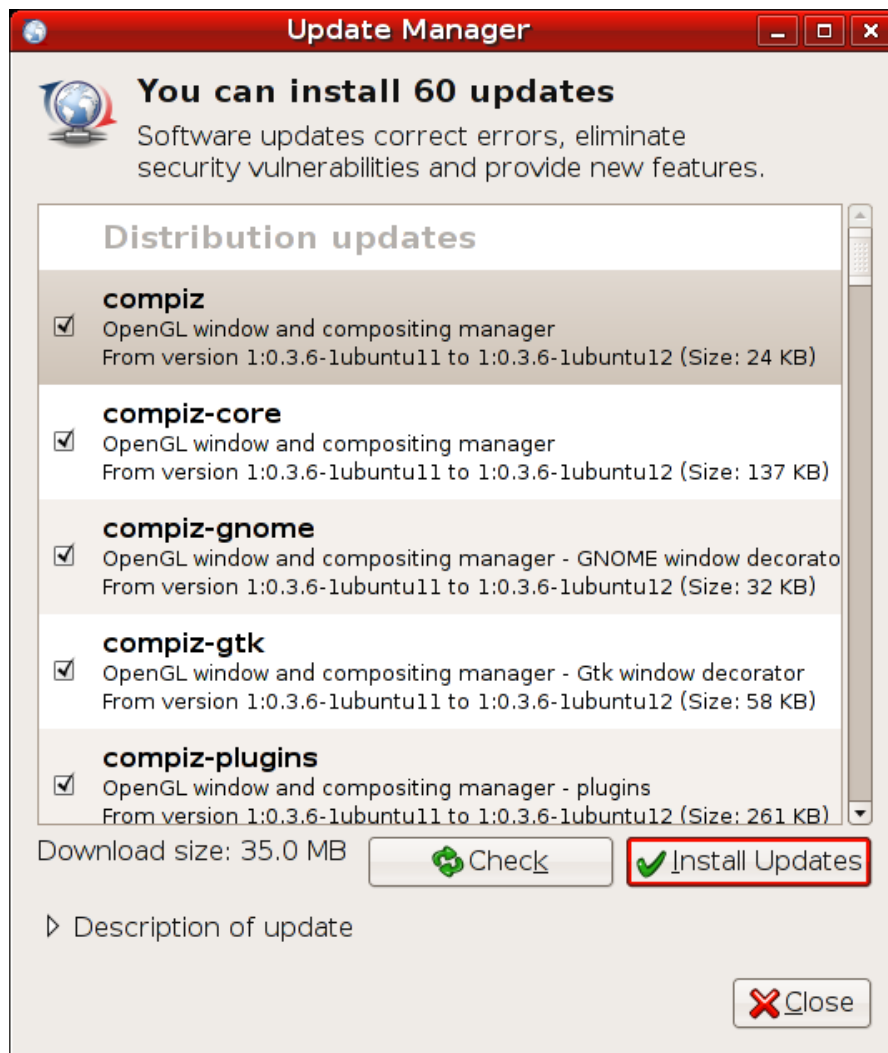 Update Manager
You can install 60 updates
Software updates correct errors, eliminate
security vulnerabilities and provide new features.
Distribution updates
compiz
OpenGL window and compositing manager
From version 1:0.3.6-1ubuntu11 to 1:0.3.6-1ubuntu12 (Size: 24 KB)
compiz-core
OpenGL window and compositing manager
From version 1:0.3.6-1ubuntu11 to 1:0.3.6-1ubuntu12 (Size: 137 KB)
compiz-gnome
OpenGL window and compositing manager - GNOME window decorato
From version 1:0.3.6-1ubuntu11 to 1:0.3.6-1ubuntu12 (Size: 32 KB)
compiz-gtk
OpenGL window and compositing manager - Gtk window decorator
From version 1:0.3.6-1ubuntu11 to 1:0.3.6-1ubuntu12 (Size: 58 KB)
compiz-plugins
OpenGL window and compositing manager - plugins
From version 1:0.3.6-1ubuntu11 to 1:0.3.6-1ubuntu12 (Size: 261 KB)
Download size: 35.0 MB
Check
Install Updates
Description of update
Close